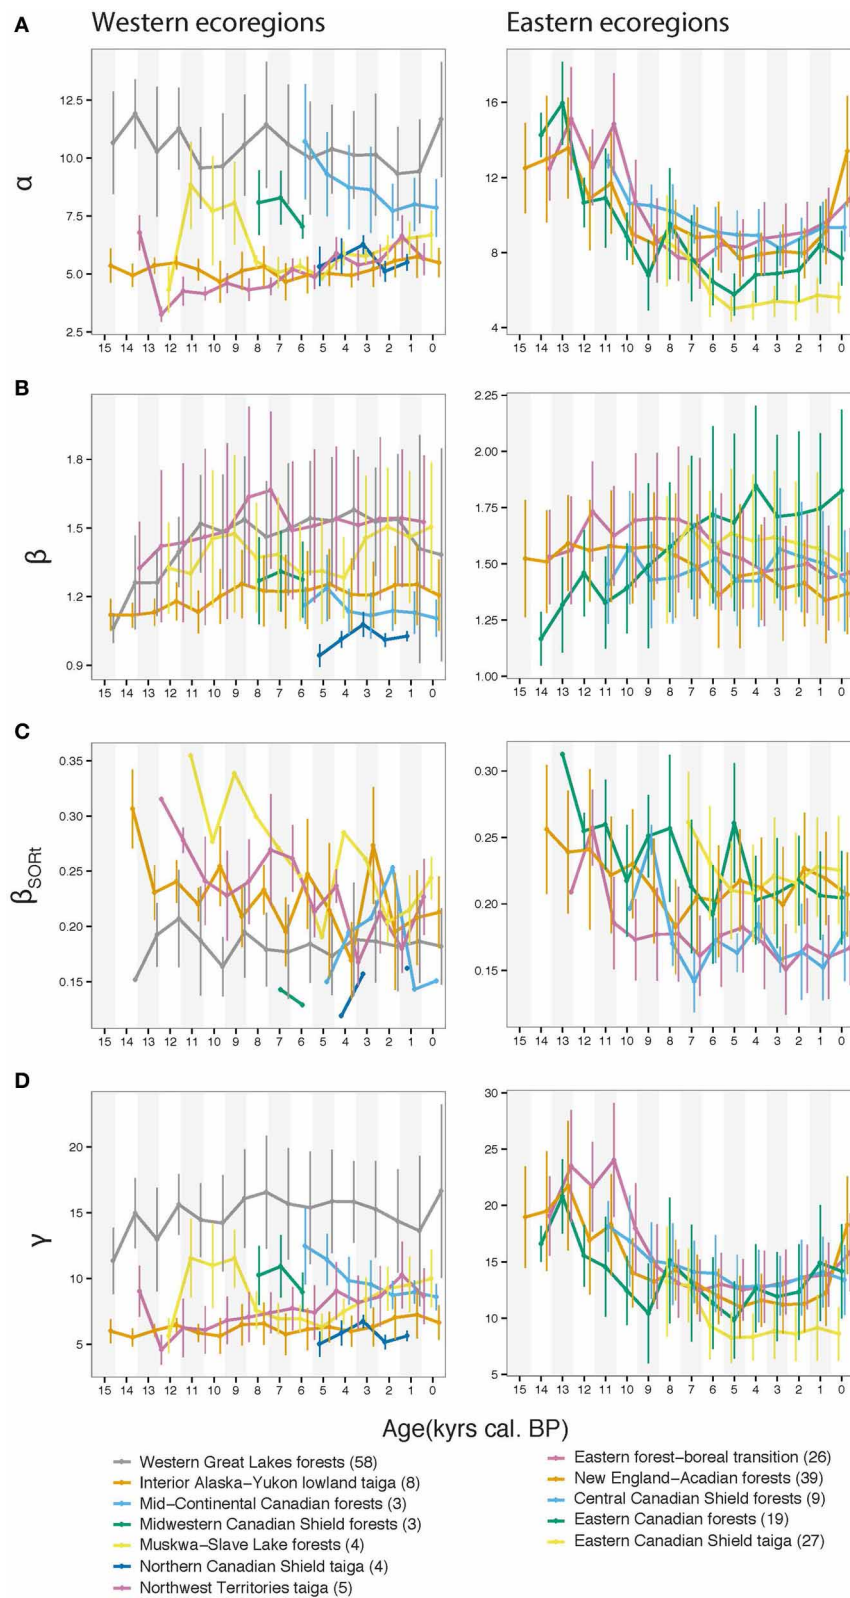 A
Western ecoregions
Eastern ecoregions
α
12.5
10.0
7.5
5.0
2.5
15 14 13 12 11 10 9 8 7 6 5 4 3 2 1 0
16
12
8
4
15 14 13 12 11 10 9 8 7 6 5 4 3 2 1 0
B
β
1.8
1.5
1.2
0.9
15 14 13 12 11 10 9 8 7 6 5 4 3 2 1 0
2.25
2.00
1.75
1.50
1.25
1.00
15 14 13 12 11 10 9 8 7 6 5 4 3 2 1 0
C
βSORt
0.35
0.30
0.25
0.20
0.15
15 14 13 12 11 10 9 8 7 6 5 4 3 2 1 0
0.30
0.25
0.20
0.15
15 14 13 12 11 10 9 8 7 6 5 4 3 2 1 0
D
γ
20
15
10
5
15 14 13 12 11 10 9 8 7 6 5 4 3 2 1 0
30
25
20
15
10
5
15 14 13 12 11 10 9 8 7 6 5 4 3 2 1 0
Age(kyrs cal. BP)
Western Great Lakes forests (58)
Interior Alaska−Yukon lowland taiga (8)
Mid−Continental Canadian forests (3)
Midwestern Canadian Shield forests (3)
Muskwa−Slave Lake forests (4)
Northern Canadian Shield taiga (4)
Northwest Territories taiga (5)
Eastern forest−boreal transition (26)
New England−Acadian forests (39)
Central Canadian Shield forests (9)
Eastern Canadian forests (19)
Eastern Canadian Shield taiga (27)